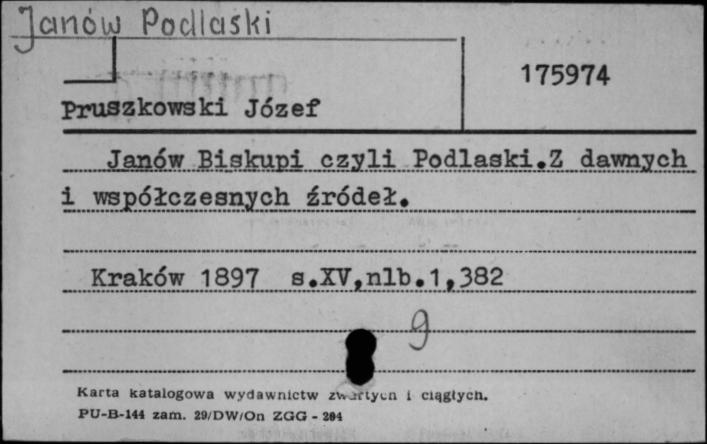 Janów Podlaski
175974
Pruszkowski Józef
Janów Biskupi czyli Podlaski.Z dawnych
i współczesnych źródeł.
Kraków 1897 s.XV,nlb.1,382
9
Karta katalogowa wydawnictw zwartych i ciągłych.
PU-B-144 zam. 29/DW/On ZGG - 204